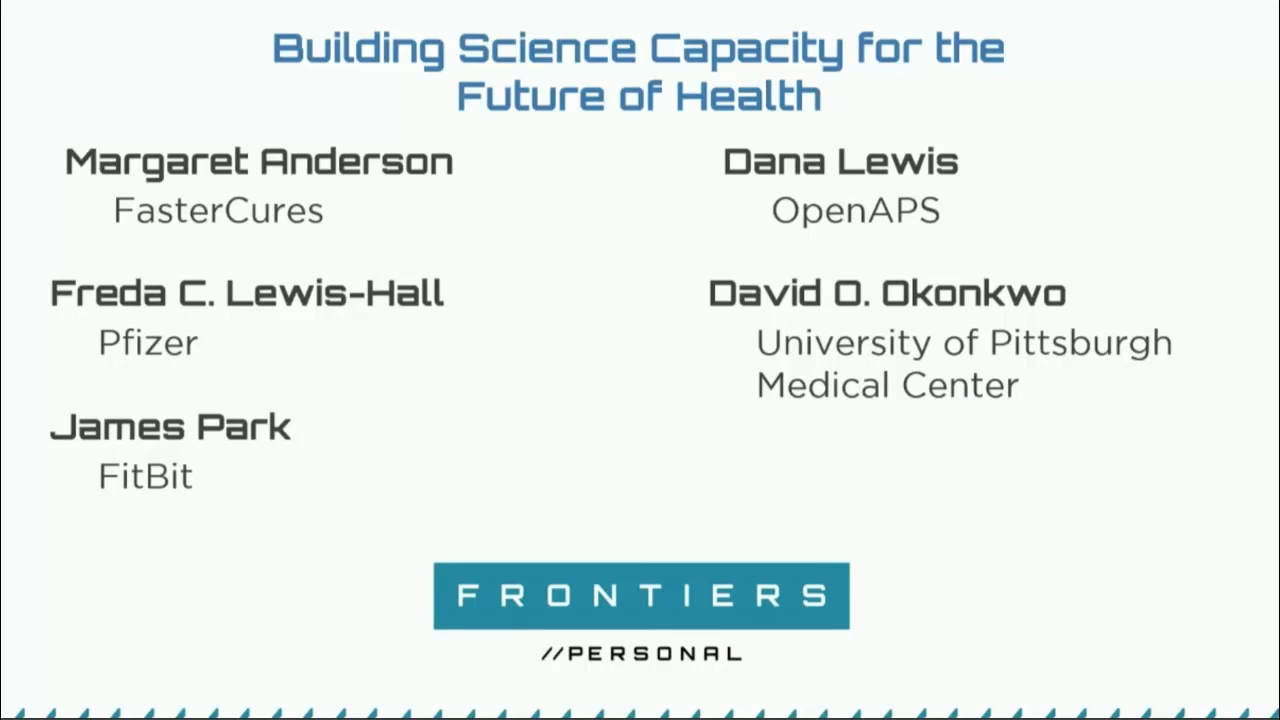 Building Science Capacity for the
Future of Health
Margaret Anderson
FasterCures
Freda C. Lewis-Hall
Pfizer
James Park
FitBit
Dana Lewis
OpenAPS
David O. Okonkwo
University of Pittsburgh
Medical Center
FRONTIERS
//PERSONAL